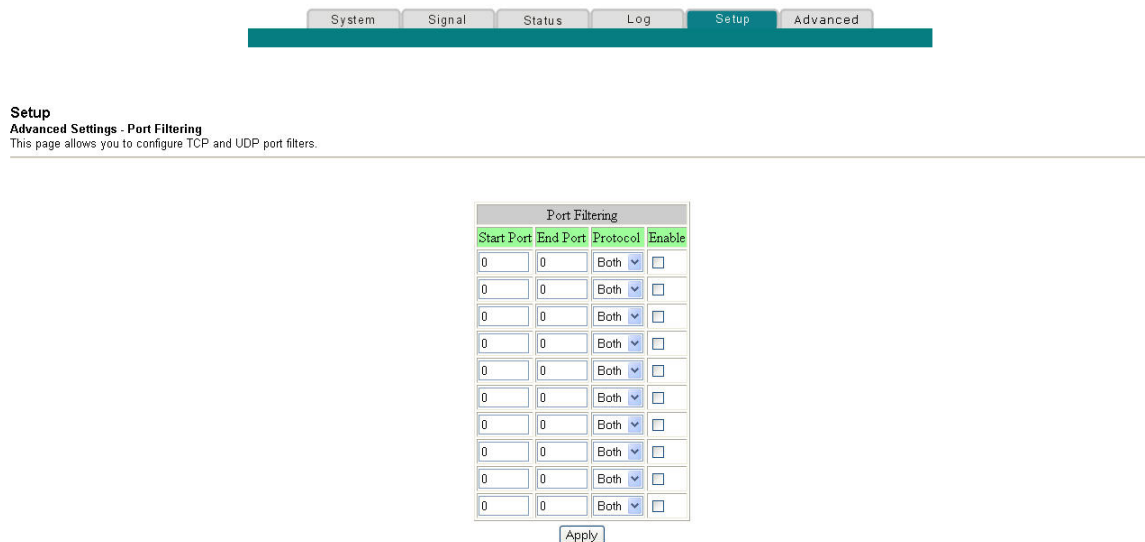 System Signal Status Log Setup Advanced
Setup
Advanced Settings - Port Filtering
This page allows you to configure TCP and UDP port filters.
Port Filtering
Start Port End Port Protocol Enable
0 0 Both
0 0 Both
0 0 Both
0 0 Both
0 0 Both
0 0 Both
0 0 Both
0 0 Both
0 0 Both
0 0 Both
Apply